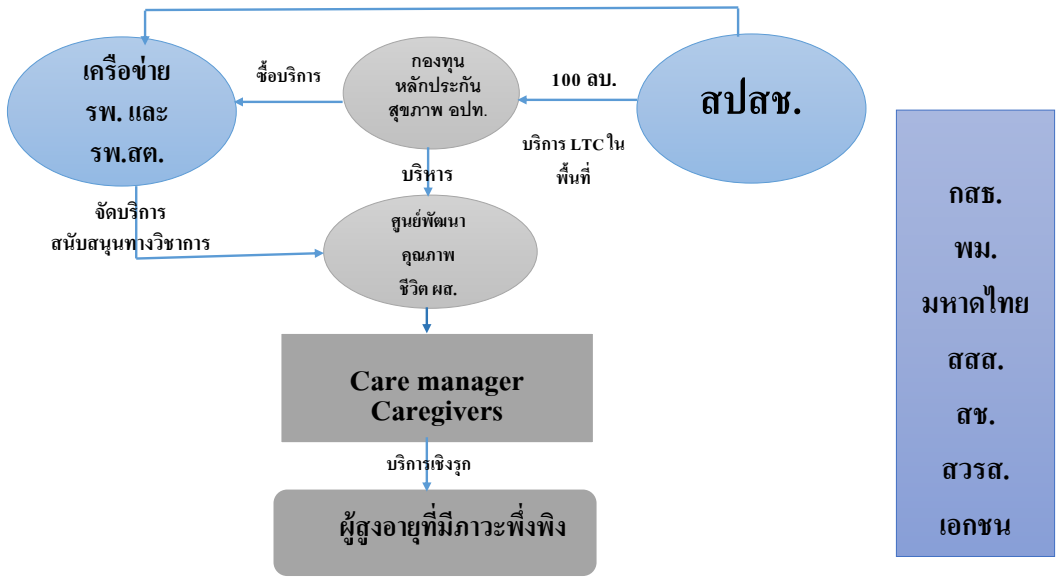 เครือข่าย
รพ. และ
รพ.สต.
ซื้อบริการ
กองทุน
หลักประกัน
สุขภาพ อปท.
100 ลบ.
สปสช.
บริการ LTC ใน
พื้นที่
บริหาร
จัดบริการ
สนับสนุนทางวิชาการ
ศูนย์พัฒนา
คุณภาพ
ชีวิต ผส.
Care manager
Caregivers
บริการเชิงรุก
ผู้สูงอายุที่มีภาวะพึ่งพิง
กสธ.
พม.
มหาดไทย
สสส.
สช.
สวรส.
เอกชน